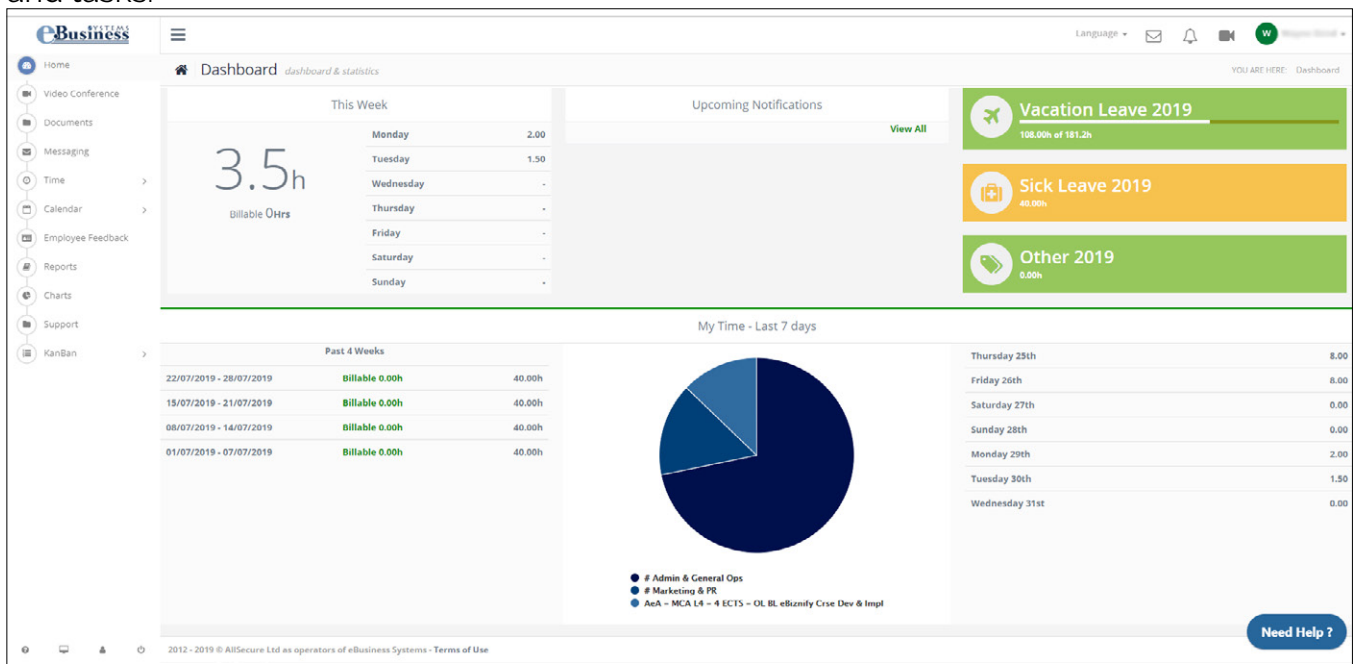 and tasks.
eBusiness SYSTEMS
Language
W
Home
Dashboard dashboard & statistics
YOU ARE HERE: Dashboard
Video Conference
Documents
Messaging
Time
Calendar
Employee Feedback
Reports
Charts
Support
KanBan
This Week
3.5h
Billable 0Hrs
Monday 2.00
Tuesday 1.50
Wednesday -
Thursday -
Friday -
Saturday -
Sunday -
Upcoming Notifications
View All
Vacation Leave 2019
108.00h of 181.2h
Sick Leave 2019
40.00h
Other 2019
0.00h
My Time - Last 7 days
Past 4 Weeks
22/07/2019 - 28/07/2019 Billable 0.00h 40.00h
15/07/2019 - 21/07/2019 Billable 0.00h 40.00h
08/07/2019 - 14/07/2019 Billable 0.00h 40.00h
01/07/2019 - 07/07/2019 Billable 0.00h 40.00h
# Admin & General Ops
# Marketing & PR
AeA - MCA L4 - 4 ECTS - OL BL eBiznify Crse Dev & Impl
Thursday 25th 8.00
Friday 26th 8.00
Saturday 27th 0.00
Sunday 28th 0.00
Monday 29th 2.00
Tuesday 30th 1.50
Wednesday 31st 0.00
Need Help ?
2012 - 2019 © AllSecure Ltd as operators of eBusiness Systems - Terms of Use